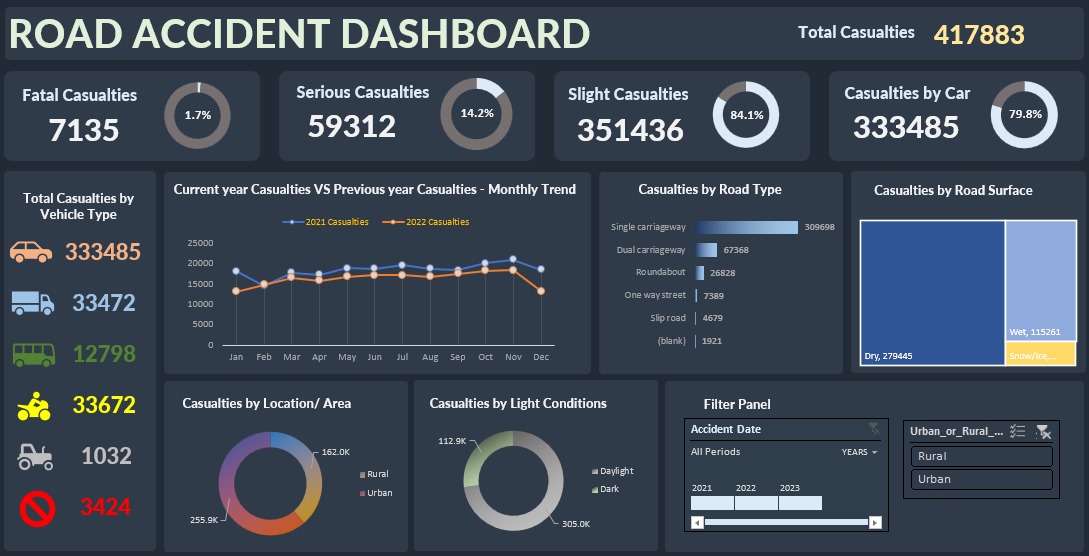 ROAD ACCIDENT DASHBOARD
Total Casualties 417883
Fatal Casualties
7135
1.7%
Serious Casualties
59312
14.2%
Slight Casualties
351436
84.1%
Casualties by Car
333485
79.8%
Total Casualties by
Vehicle Type
333485
33472
12798
33672
1032
3424
Current year Casualties VS Previous year Casualties - Monthly Trend
2021 Casualties 2022 Casualties
25000
20000
15000
10000
5000
0
Jan Feb Mar Apr May Jun Jul Aug Sep Oct Nov Dec
Casualties by Road Type
Single carriageway 309698
Dual carriageway 67368
Roundabout 26828
One way street 7389
Slip road 4679
(blank) 1921
Casualties by Road Surface
Dry, 279445
Wet, 115261
Snow/Ice,...
Casualties by Location/ Area
162.0K
255.9K
Rural
Urban
Casualties by Light Conditions
112.9K
305.0K
Daylight
Dark
Filter Panel
Accident Date
All Periods YEARS
2021 2022 2023
Urban_or_Rural_...
Rural
Urban